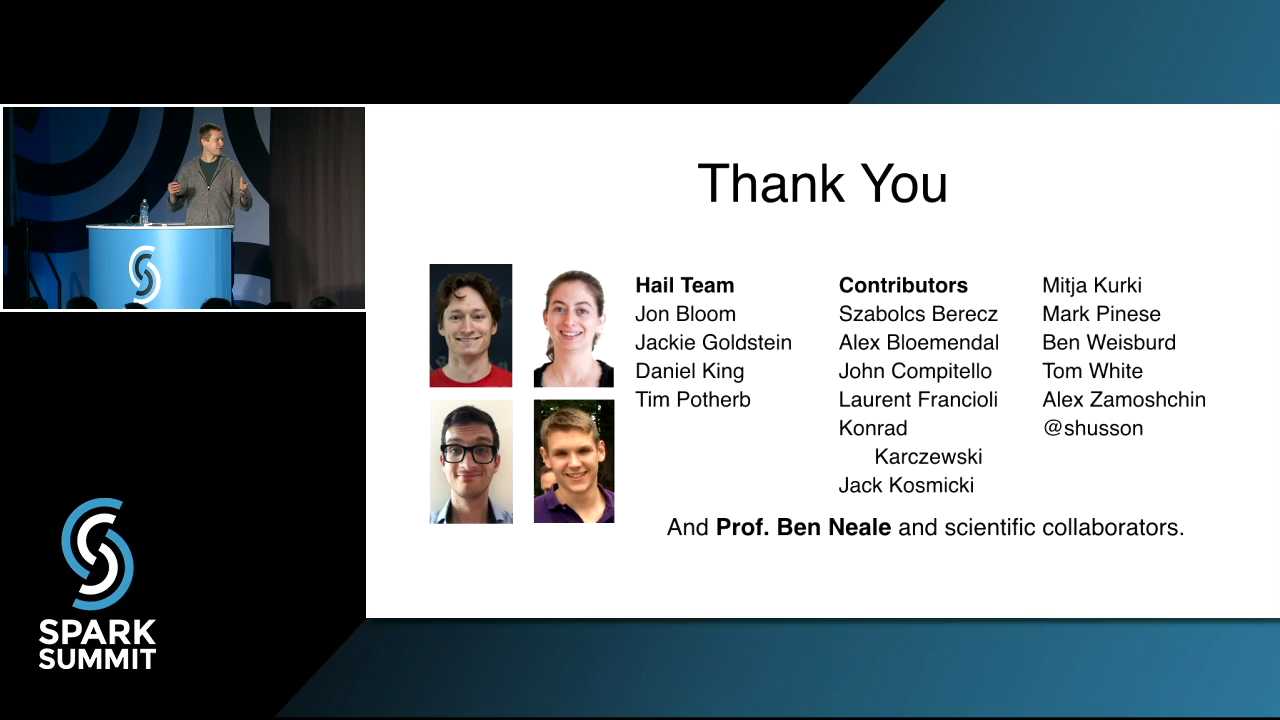 Thank You
Hail Team
Jon Bloom
Jackie Goldstein
Daniel King
Tim Potherb
Contributors
Szabolcs Berecz
Alex Bloemendal
John Compitello
Laurent Francioli
Konrad
Karczewski
Jack Kosmicki
Mitja Kurki
Mark Pinese
Ben Weisburd
Tom White
Alex Zamoshchin
@shusson
And Prof. Ben Neale and scientific collaborators.
SPARK
SUMMIT